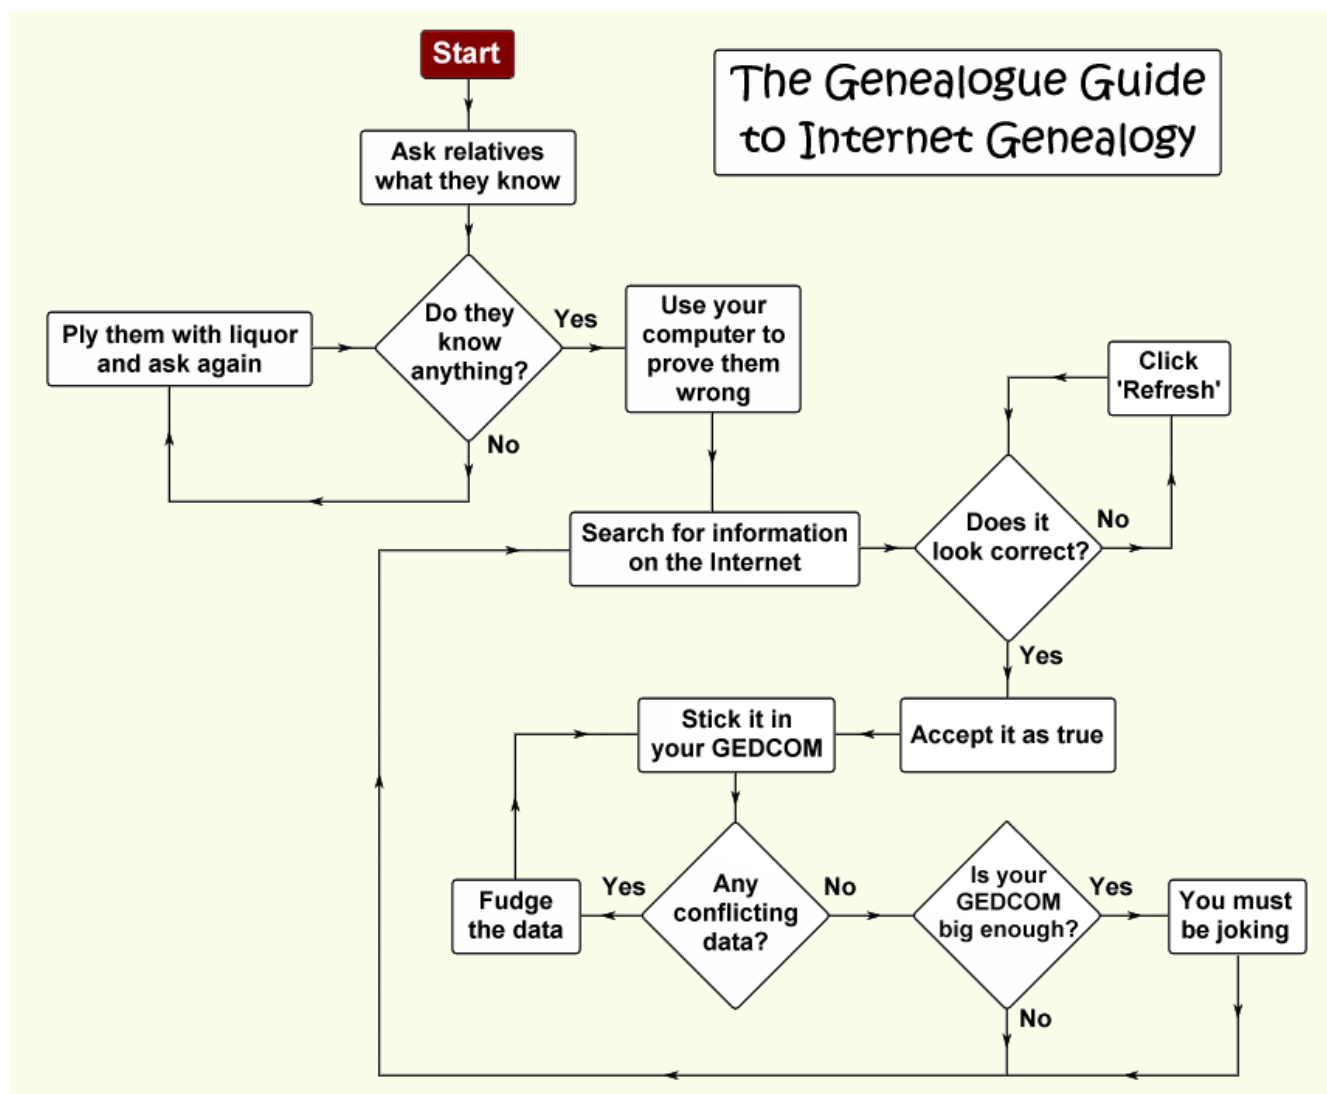 Start
The Genealogue Guide
to Internet Genealogy
Ask relatives
what they know
Do they
know
anything?
Yes
No
Ply them with liquor
and ask again
Use your
computer to
prove them
wrong
Click
'Refresh'
Search for information
on the Internet
Does it
look correct?
No
Yes
Accept it as true
Stick it in
your GEDCOM
Any
conflicting
data?
Yes
No
Fudge
the data
Is your
GEDCOM
big enough?
Yes
No
You must
be joking